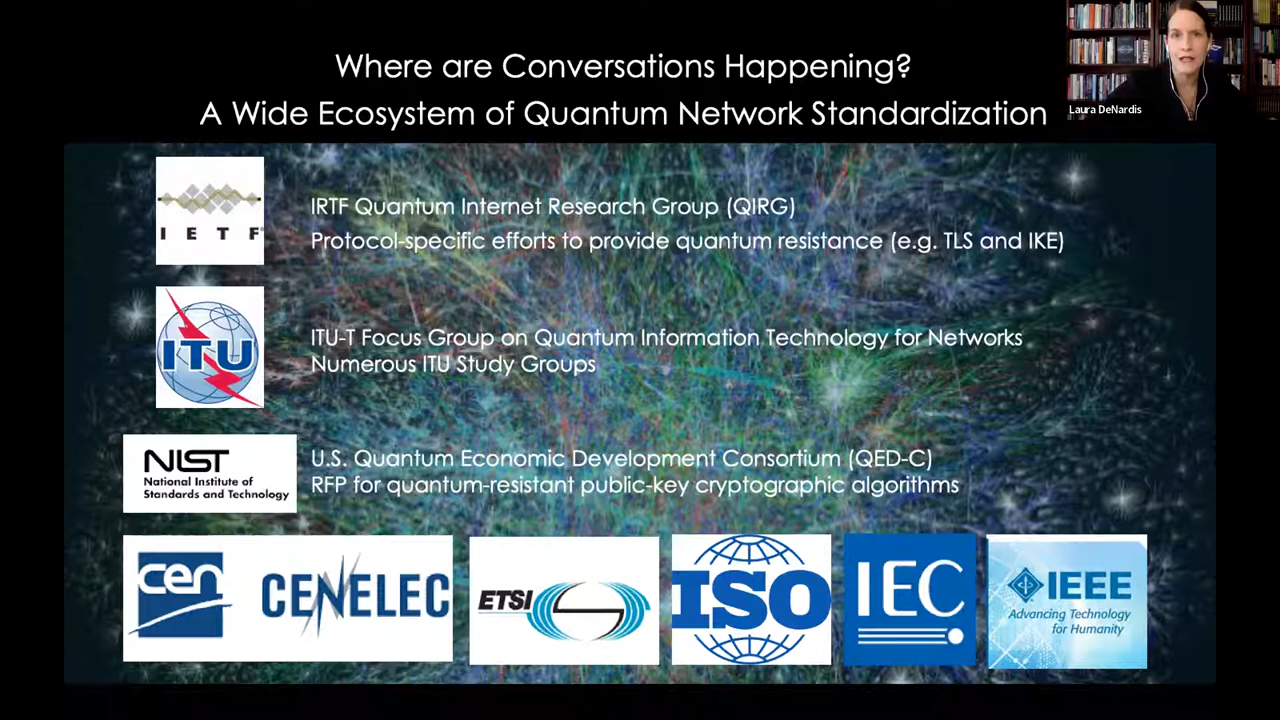 Where are Conversations Happening?
A Wide Ecosystem of Quantum Network Standardization
Laura DeNardis
I E T F
IRTF Quantum Internet Research Group (QIRG)
Protocol-specific efforts to provide quantum resistance (e.g. TLS and IKE)
ITU
ITU-T Focus Group on Quantum Information Technology for Networks
Numerous ITU Study Groups
NIST
National Institute of
Standards and Technology
U.S. Quantum Economic Development Consortium (QED-C)
RFP for quantum-resistant public-key cryptographic algorithms
cen
CENELEC
ETSI
ISO
IEC
IEEE
Advancing Technology
for Humanity